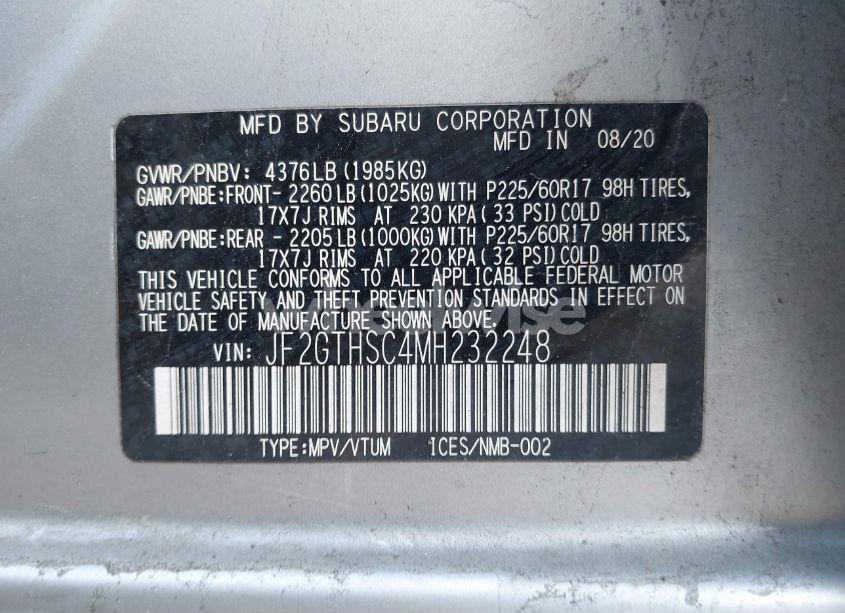 MFD BY SUBARU CORPORATION
MFD IN 08/20
GVWR/PNBV: 4376LB (1985KG)
GAWR/PNBE:FRONT- 2260LB (1025KG) WITH P225/60R17 98H TIRES,
17X7J RIMS AT 230 KPA( 33 PSI) COLD
GAWR/PNBE:REAR - 2205LB (1000KG) WITH P225/60R17 98H TIRES,
17X7J RIMS AT 220 KPA( 32 PSI) COLD
THIS VEHICLE CONFORMS TO ALL APPLICABLE FEDERAL MOTOR
VEHICLE SAFETY AND THEFT PREVENTION STANDARDS IN EFFECT ON
THE DATE OF MANUFACTURE SHOWN ABOVE.
VIN: JF2GTHSC4MH232248
TYPE:MPV/VTUM ICES/NMB-002